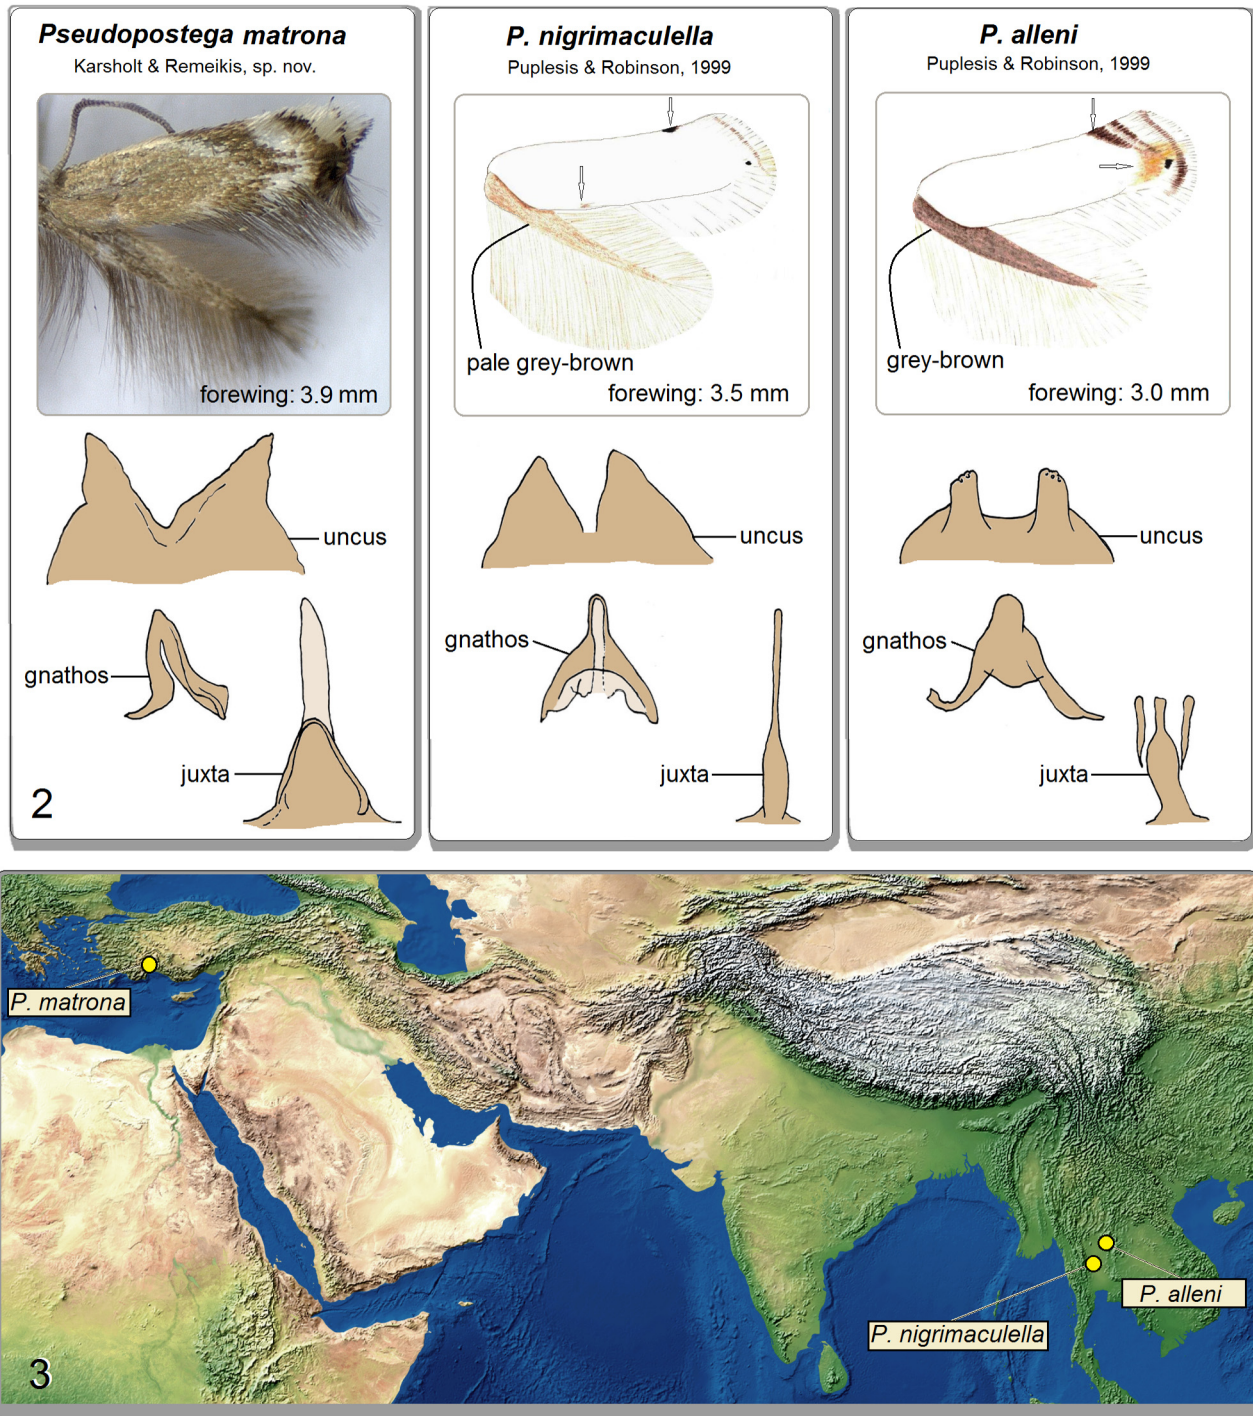 Pseudopostega matrona
Karsholt & Remeikis, sp. nov.
forewing: 3.9 mm
uncus
gnathos
juxta
2
P. nigrimaculella
Puplesis & Robinson, 1999
pale grey-brown
forewing: 3.5 mm
uncus
gnathos
juxta
P. alleni
Puplesis & Robinson, 1999
grey-brown
forewing: 3.0 mm
uncus
gnathos
juxta
P. matrona
P. alleni
P. nigrimaculella
3